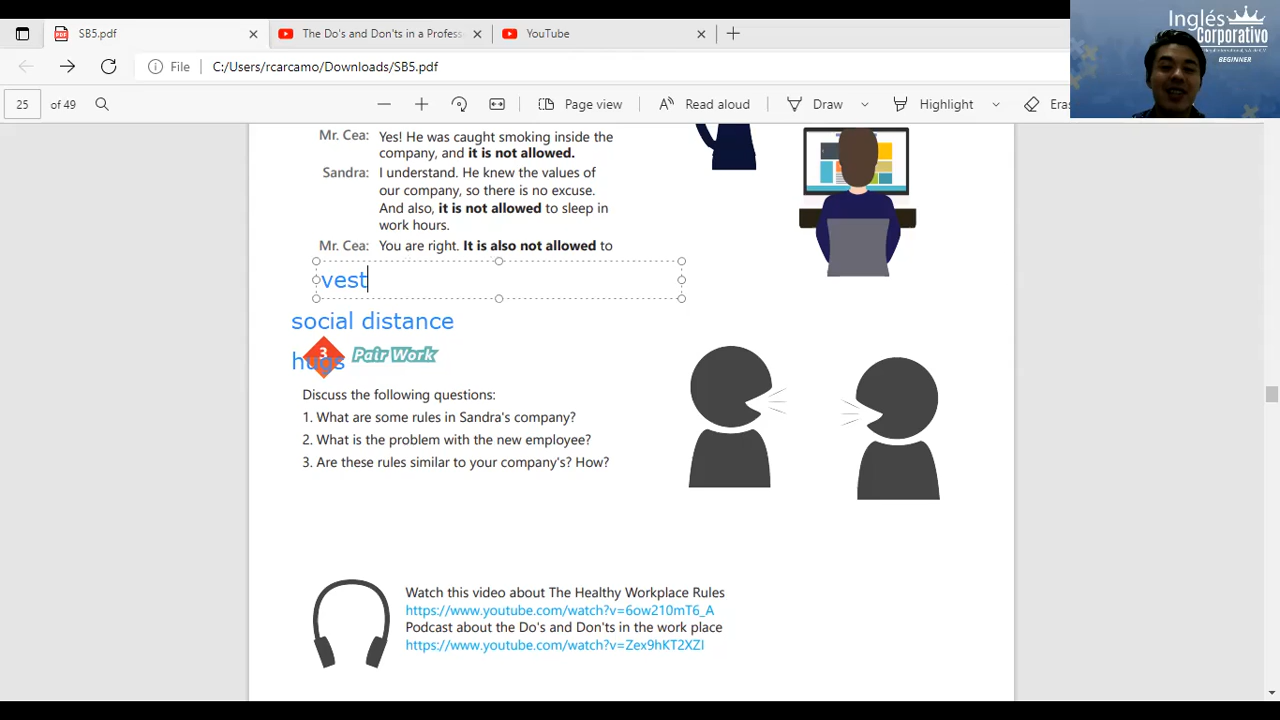 SB5.pdf
The Do's and Don'ts in a Profess
YouTube
File
C:/Users/rcarcamo/Downloads/SB5.pdf
25 of 49
Page view
Read aloud
Draw
Highlight
Eras
Inglés
Corporativo
BEGINNER
Mr. Cea: Yes! He was caught smoking inside the
company, and it is not allowed.
Sandra: I understand. He knew the values of
our company, so there is no excuse.
And also, it is not allowed to sleep in
work hours.
Mr. Cea: You are right. It is also not allowed to
vest
social distance
hugs
3 Pair Work
Discuss the following questions:
1. What are some rules in Sandra's company?
2. What is the problem with the new employee?
3. Are these rules similar to your company's? How?
Watch this video about The Healthy Workplace Rules
https://www.youtube.com/watch?v=6ow210mT6_A
Podcast about the Do's and Don'ts in the work place
https://www.youtube.com/watch?v=Zex9hKT2XZI